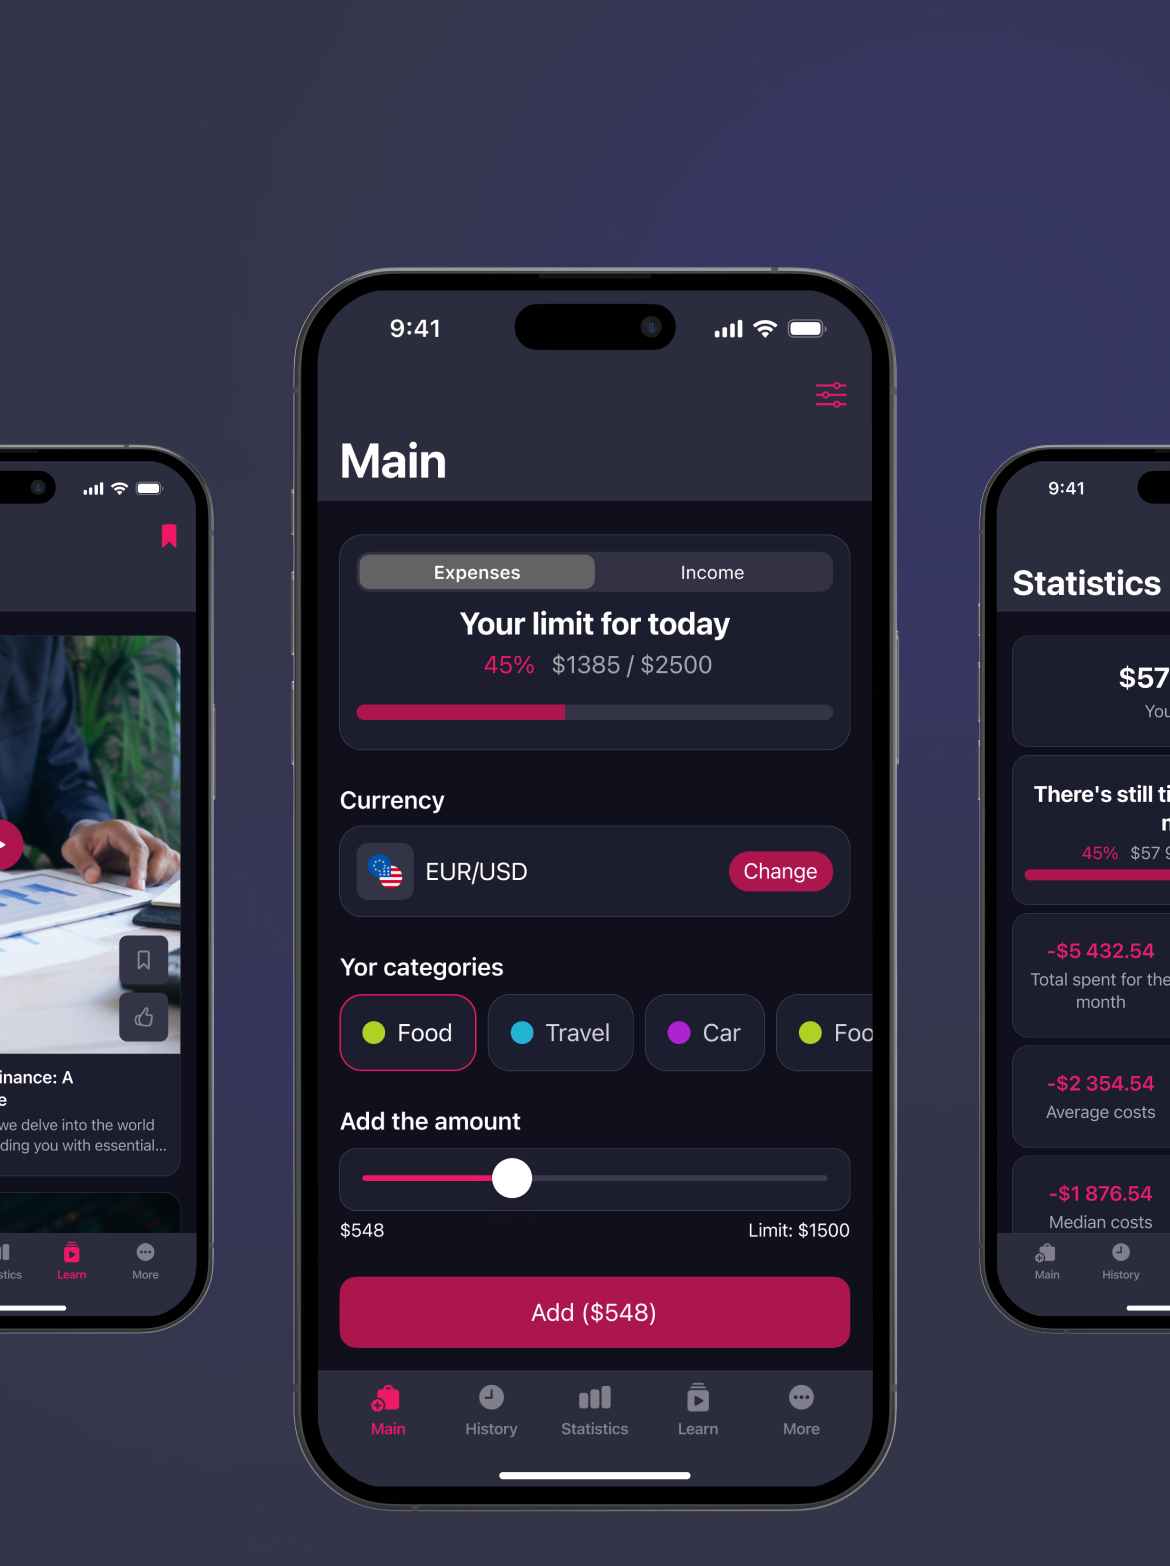 9:41
Main
Expenses Income
Your limit for today
45% $1385 / $2500
Currency
EUR/USD Change
Yor categories
Food Travel Car Foo
Add the amount
$548 Limit: $1500
Add ($548)
Main History Statistics Learn More
inance: A
e
we delve into the world
ding you with essential...
stics Learn More
9:41
Statistics
$57
You
There's still ti
45% $57 9
-$5 432.54
Total spent for the
month
-$2 354.54
Average costs
-$1 876.54
Median costs
Main History